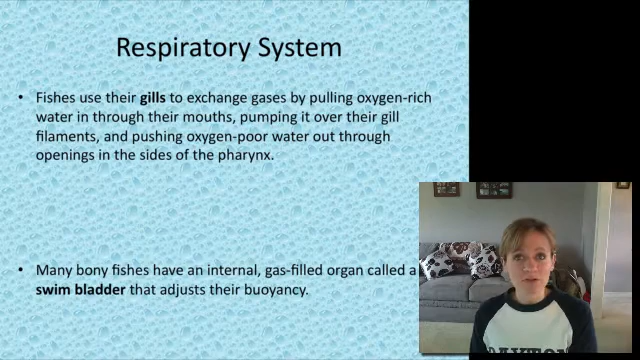 Respiratory System
• Fishes use their gills to exchange gases by pulling oxygen-rich
water in through their mouths, pumping it over their gill
filaments, and pushing oxygen-poor water out through
openings in the sides of the pharynx.
• Many bony fishes have an internal, gas-filled organ called a
swim bladder that adjusts their buoyancy.